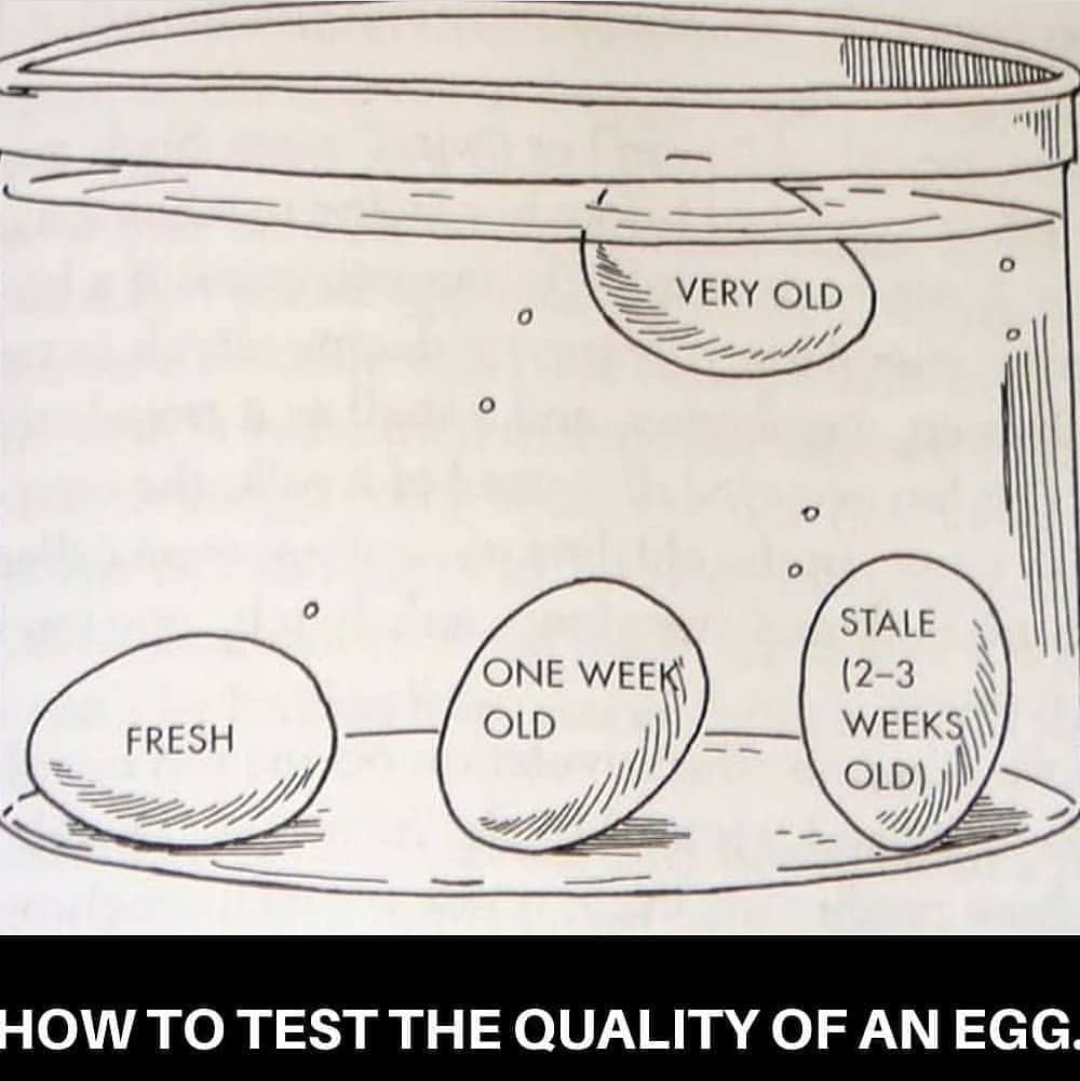 VERY OLD
FRESH
ONE WEEK
OLD
STALE
(2–3
WEEKS
OLD)
HOW TO TEST THE QUALITY OF AN EGG.